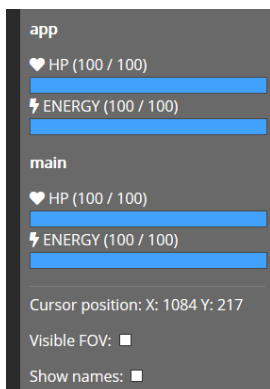 app
HP (100 / 100)
ENERGY (100 / 100)
main
HP (100 / 100)
ENERGY (100 / 100)
Cursor position: X: 1084 Y: 217
Visible FOV:
Show names: